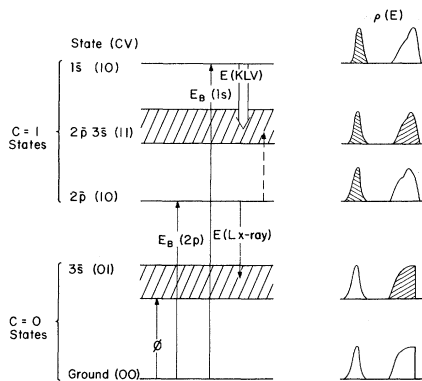 ρ (E)
State (CV)
1s̄ (10)
E(KLV)
E_B (1s)
C = 1
States
2p̄ 3s̄ (11)
2p̄ (10)
E_B (2p)
E(L x-ray)
3s̄ (01)
C = 0
States
ø
Ground (00)